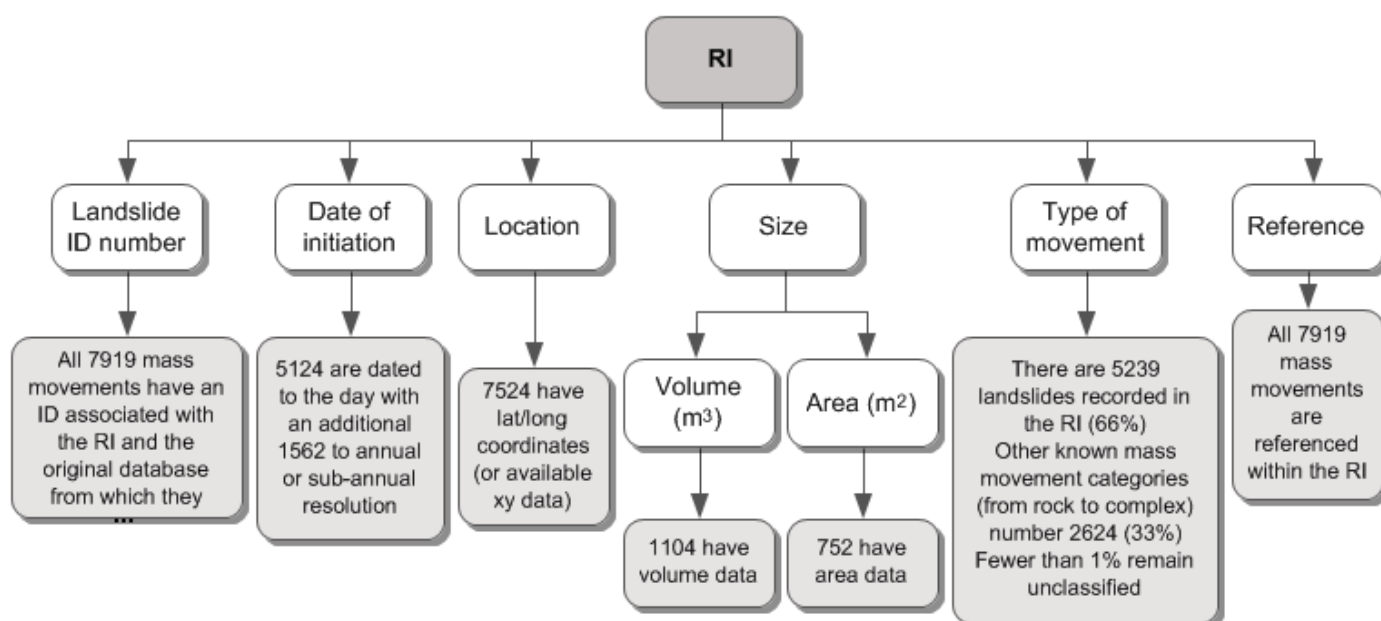 RI
Landslide
ID number
Date of
initiation
Location
Size
Type of
movement
Reference
All 7919 mass
movements have an
ID associated with
the RI and the
original database
from which they
...
5124 are dated
to the day with
an additional
1562 to annual
or sub-annual
resolution
7524 have
lat/long
coordinates
(or available
xy data)
Volume
(m³)
Area (m²)
1104 have
volume data
752 have
area data
There are 5239
landslides recorded in
the RI (66%)
Other known mass
movement categories
(from rock to complex)
number 2624 (33%)
Fewer than 1% remain
unclassified
All 7919
mass
movements
are
referenced
within the RI